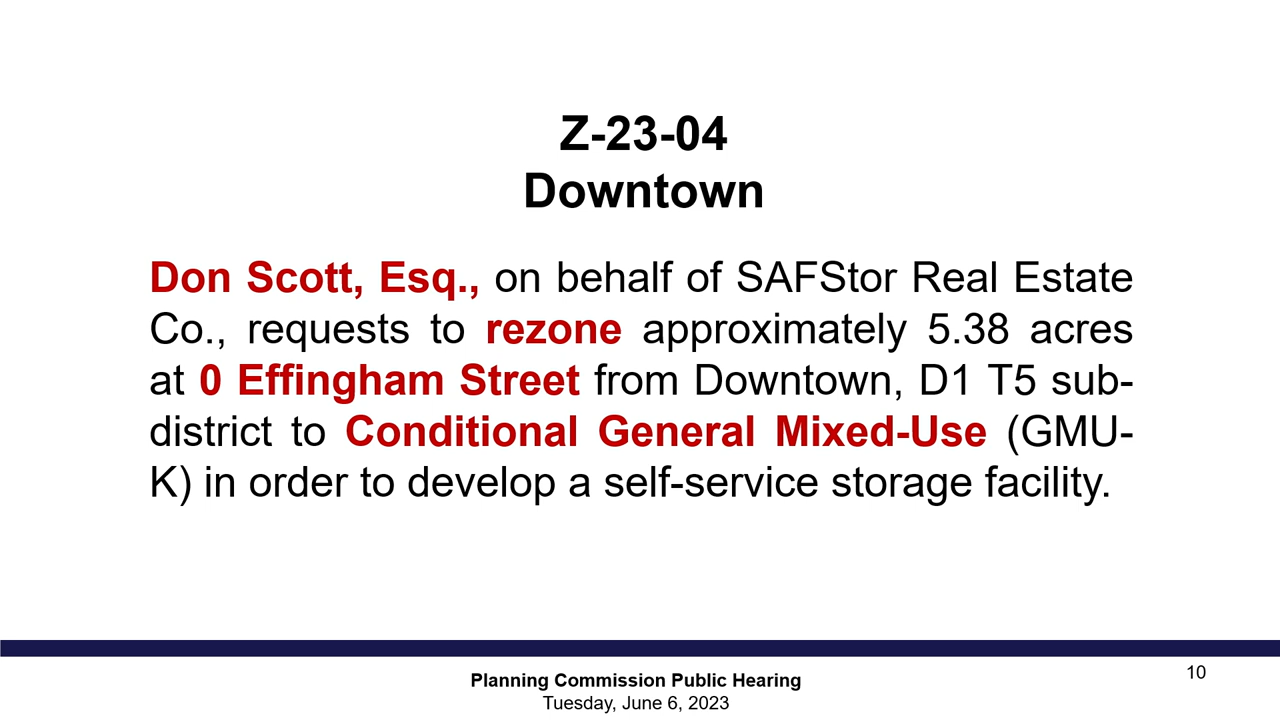 Z-23-04
Downtown
Don Scott, Esq., on behalf of SAFStor Real Estate
Co., requests to rezone approximately 5.38 acres
at 0 Effingham Street from Downtown, D1 T5 sub-
district to Conditional General Mixed-Use (GMU-
K) in order to develop a self-service storage facility.
Planning Commission Public Hearing
Tuesday, June 6, 2023
10